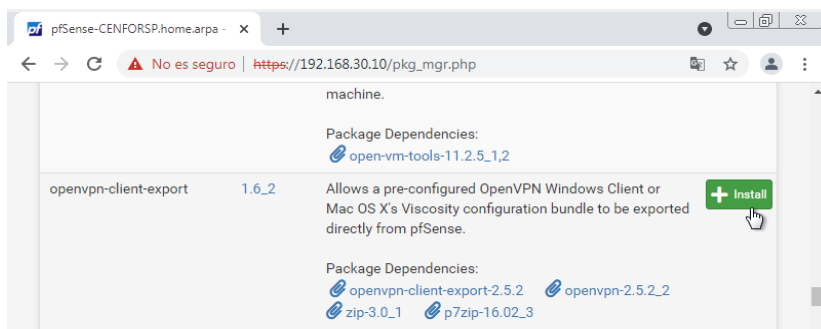 pf pfSense-CENFORSP.home.arpa -
No es seguro | https://192.168.30.10/pkg_mgr.php
machine.
Package Dependencies:
open-vm-tools-11.2.5_1,2
openvpn-client-export 1.6_2 Allows a pre-configured OpenVPN Windows Client or
Mac OS X's Viscosity configuration bundle to be exported
directly from pfSense.
Install
Package Dependencies:
openvpn-client-export-2.5.2 openvpn-2.5.2_2
zip-3.0_1 p7zip-16.02_3